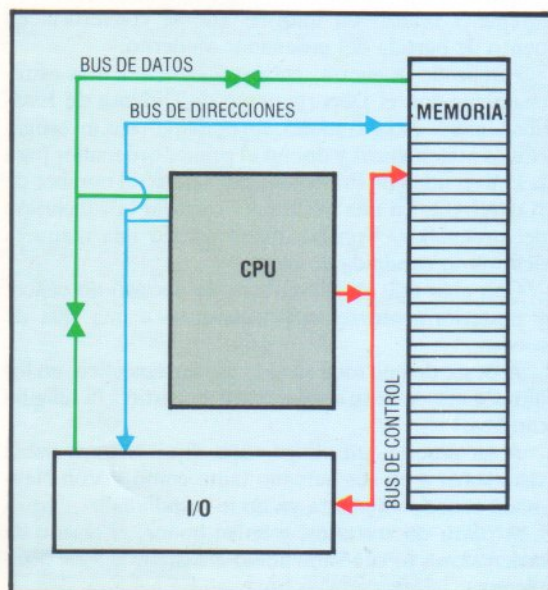 BUS DE DATOS
BUS DE DIRECCIONES
MEMORIA
CPU
BUS DE CONTROL
I/O